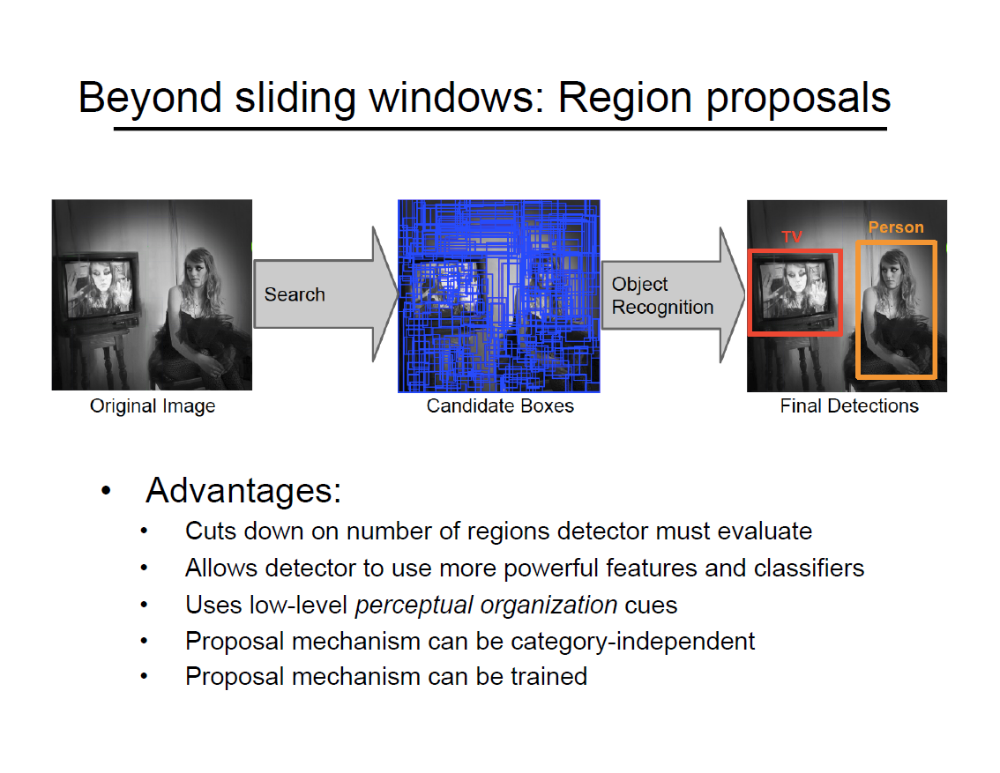 Beyond sliding windows: Region proposals
Search
Object
Recognition
TV
Person
Original Image
Candidate Boxes
Final Detections
• Advantages:
• Cuts down on number of regions detector must evaluate
• Allows detector to use more powerful features and classifiers
• Uses low-level perceptual organization cues
• Proposal mechanism can be category-independent
• Proposal mechanism can be trained